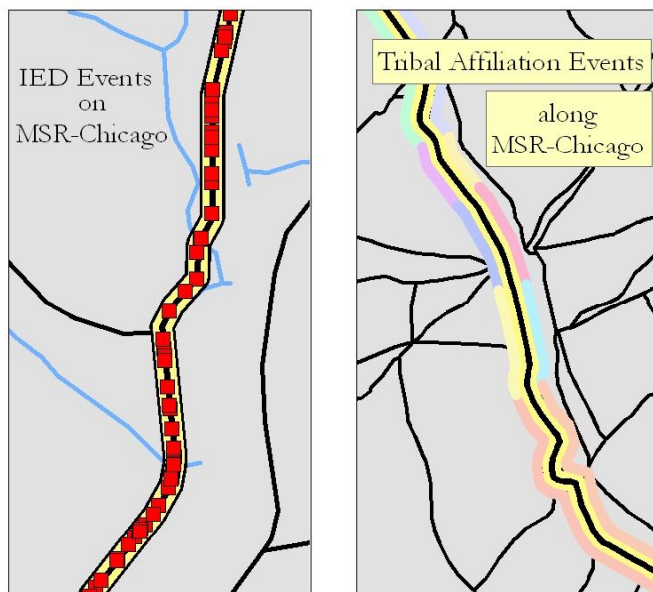 IED Events
on
MSR-Chicago
Tribal Affiliation Events
along
MSR-Chicago